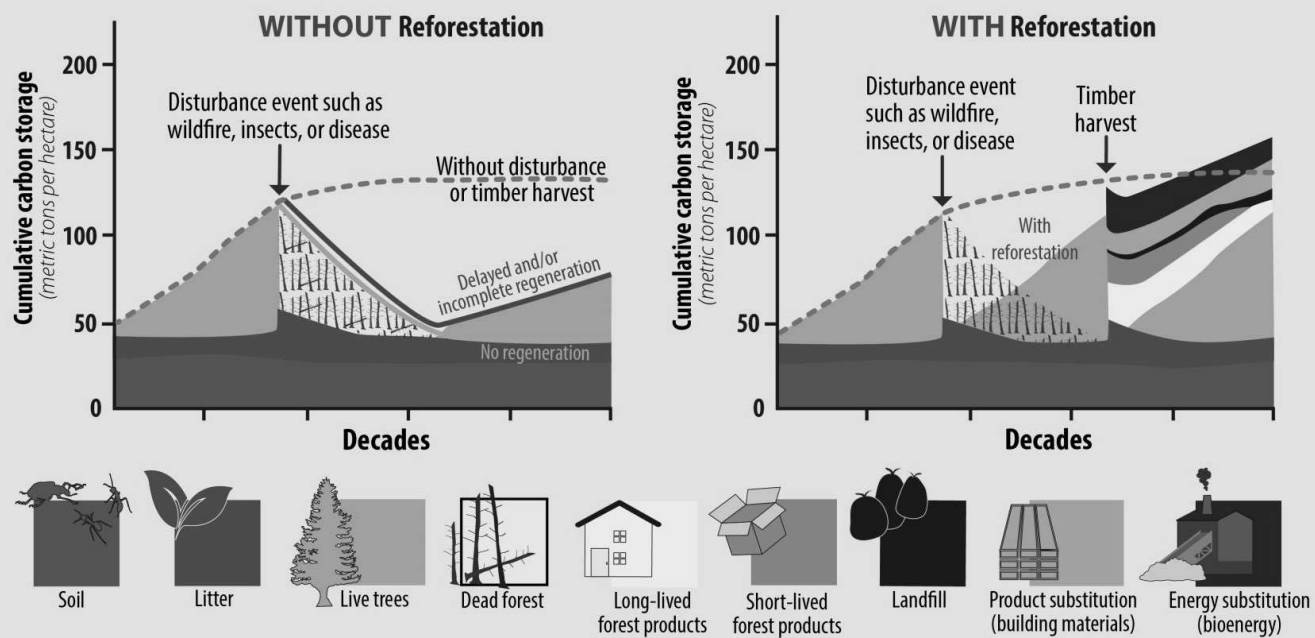 WITHOUT Reforestation
Cumulative carbon storage
(metric tons per hectare)
200
150
100
50
0
Disturbance event such as
wildfire, insects, or disease
Without disturbance
or timber harvest
Delayed and/or
incomplete regeneration
No regeneration
Decades
WITH Reforestation
Cumulative carbon storage
(metric tons per hectare)
200
150
100
50
0
Disturbance event
such as wildfire,
insects, or disease
Timber
harvest
With
reforestation
Decades
Soil
Litter
Live trees
Dead forest
Long-lived
forest products
Short-lived
forest products
Landfill
Product substitution
(building materials)
Energy substitution
(bioenergy)